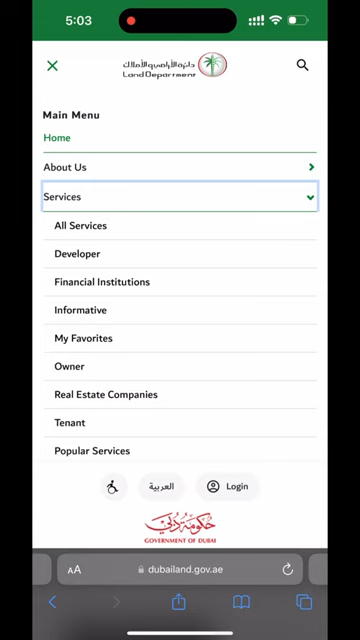 5:03
دائرة الأراضي والأملاك
Land Department
Main Menu
Home
About Us
Services
All Services
Developer
Financial Institutions
Informative
My Favorites
Owner
Real Estate Companies
Tenant
Popular Services
العربية
Login
حكومة دبي
GOVERNMENT OF DUBAI
AA
dubailand.gov.ae